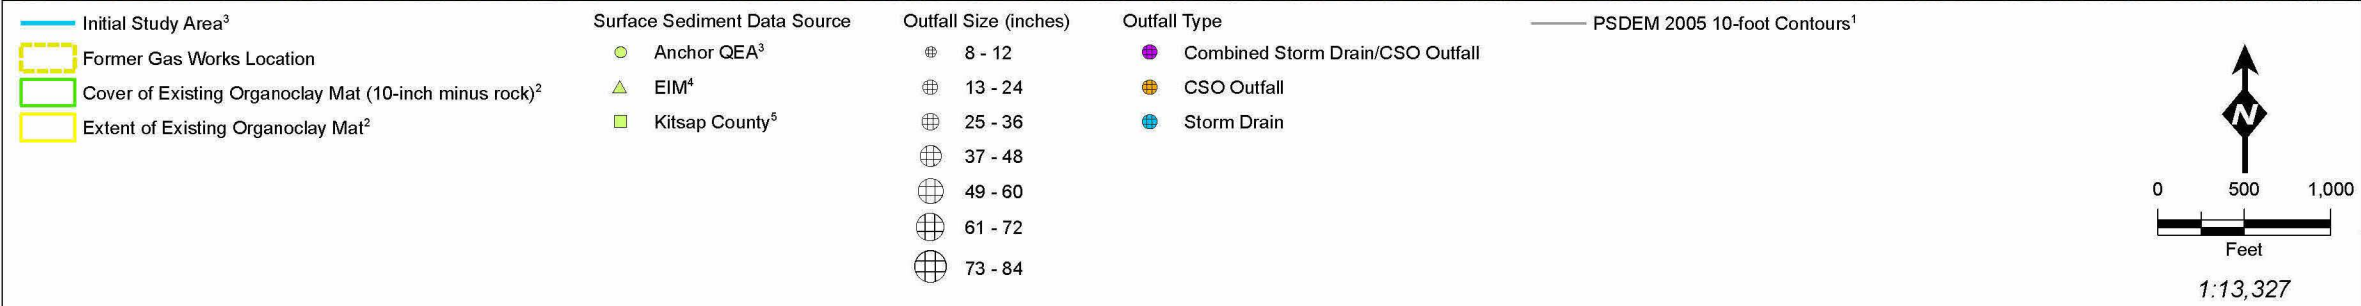 Initial Study Area³
Former Gas Works Location
Cover of Existing Organoclay Mat (10-inch minus rock)²
Extent of Existing Organoclay Mat²
Surface Sediment Data Source
Anchor QEA³
EIM⁴
Kitsap County⁵
Outfall Size (inches)
8 - 12
13 - 24
25 - 36
37 - 48
49 - 60
61 - 72
73 - 84
Outfall Type
Combined Storm Drain/CSO Outfall
CSO Outfall
Storm Drain
PSDEM 2005 10-foot Contours¹
N
0 500 1,000
Feet
1:13,327